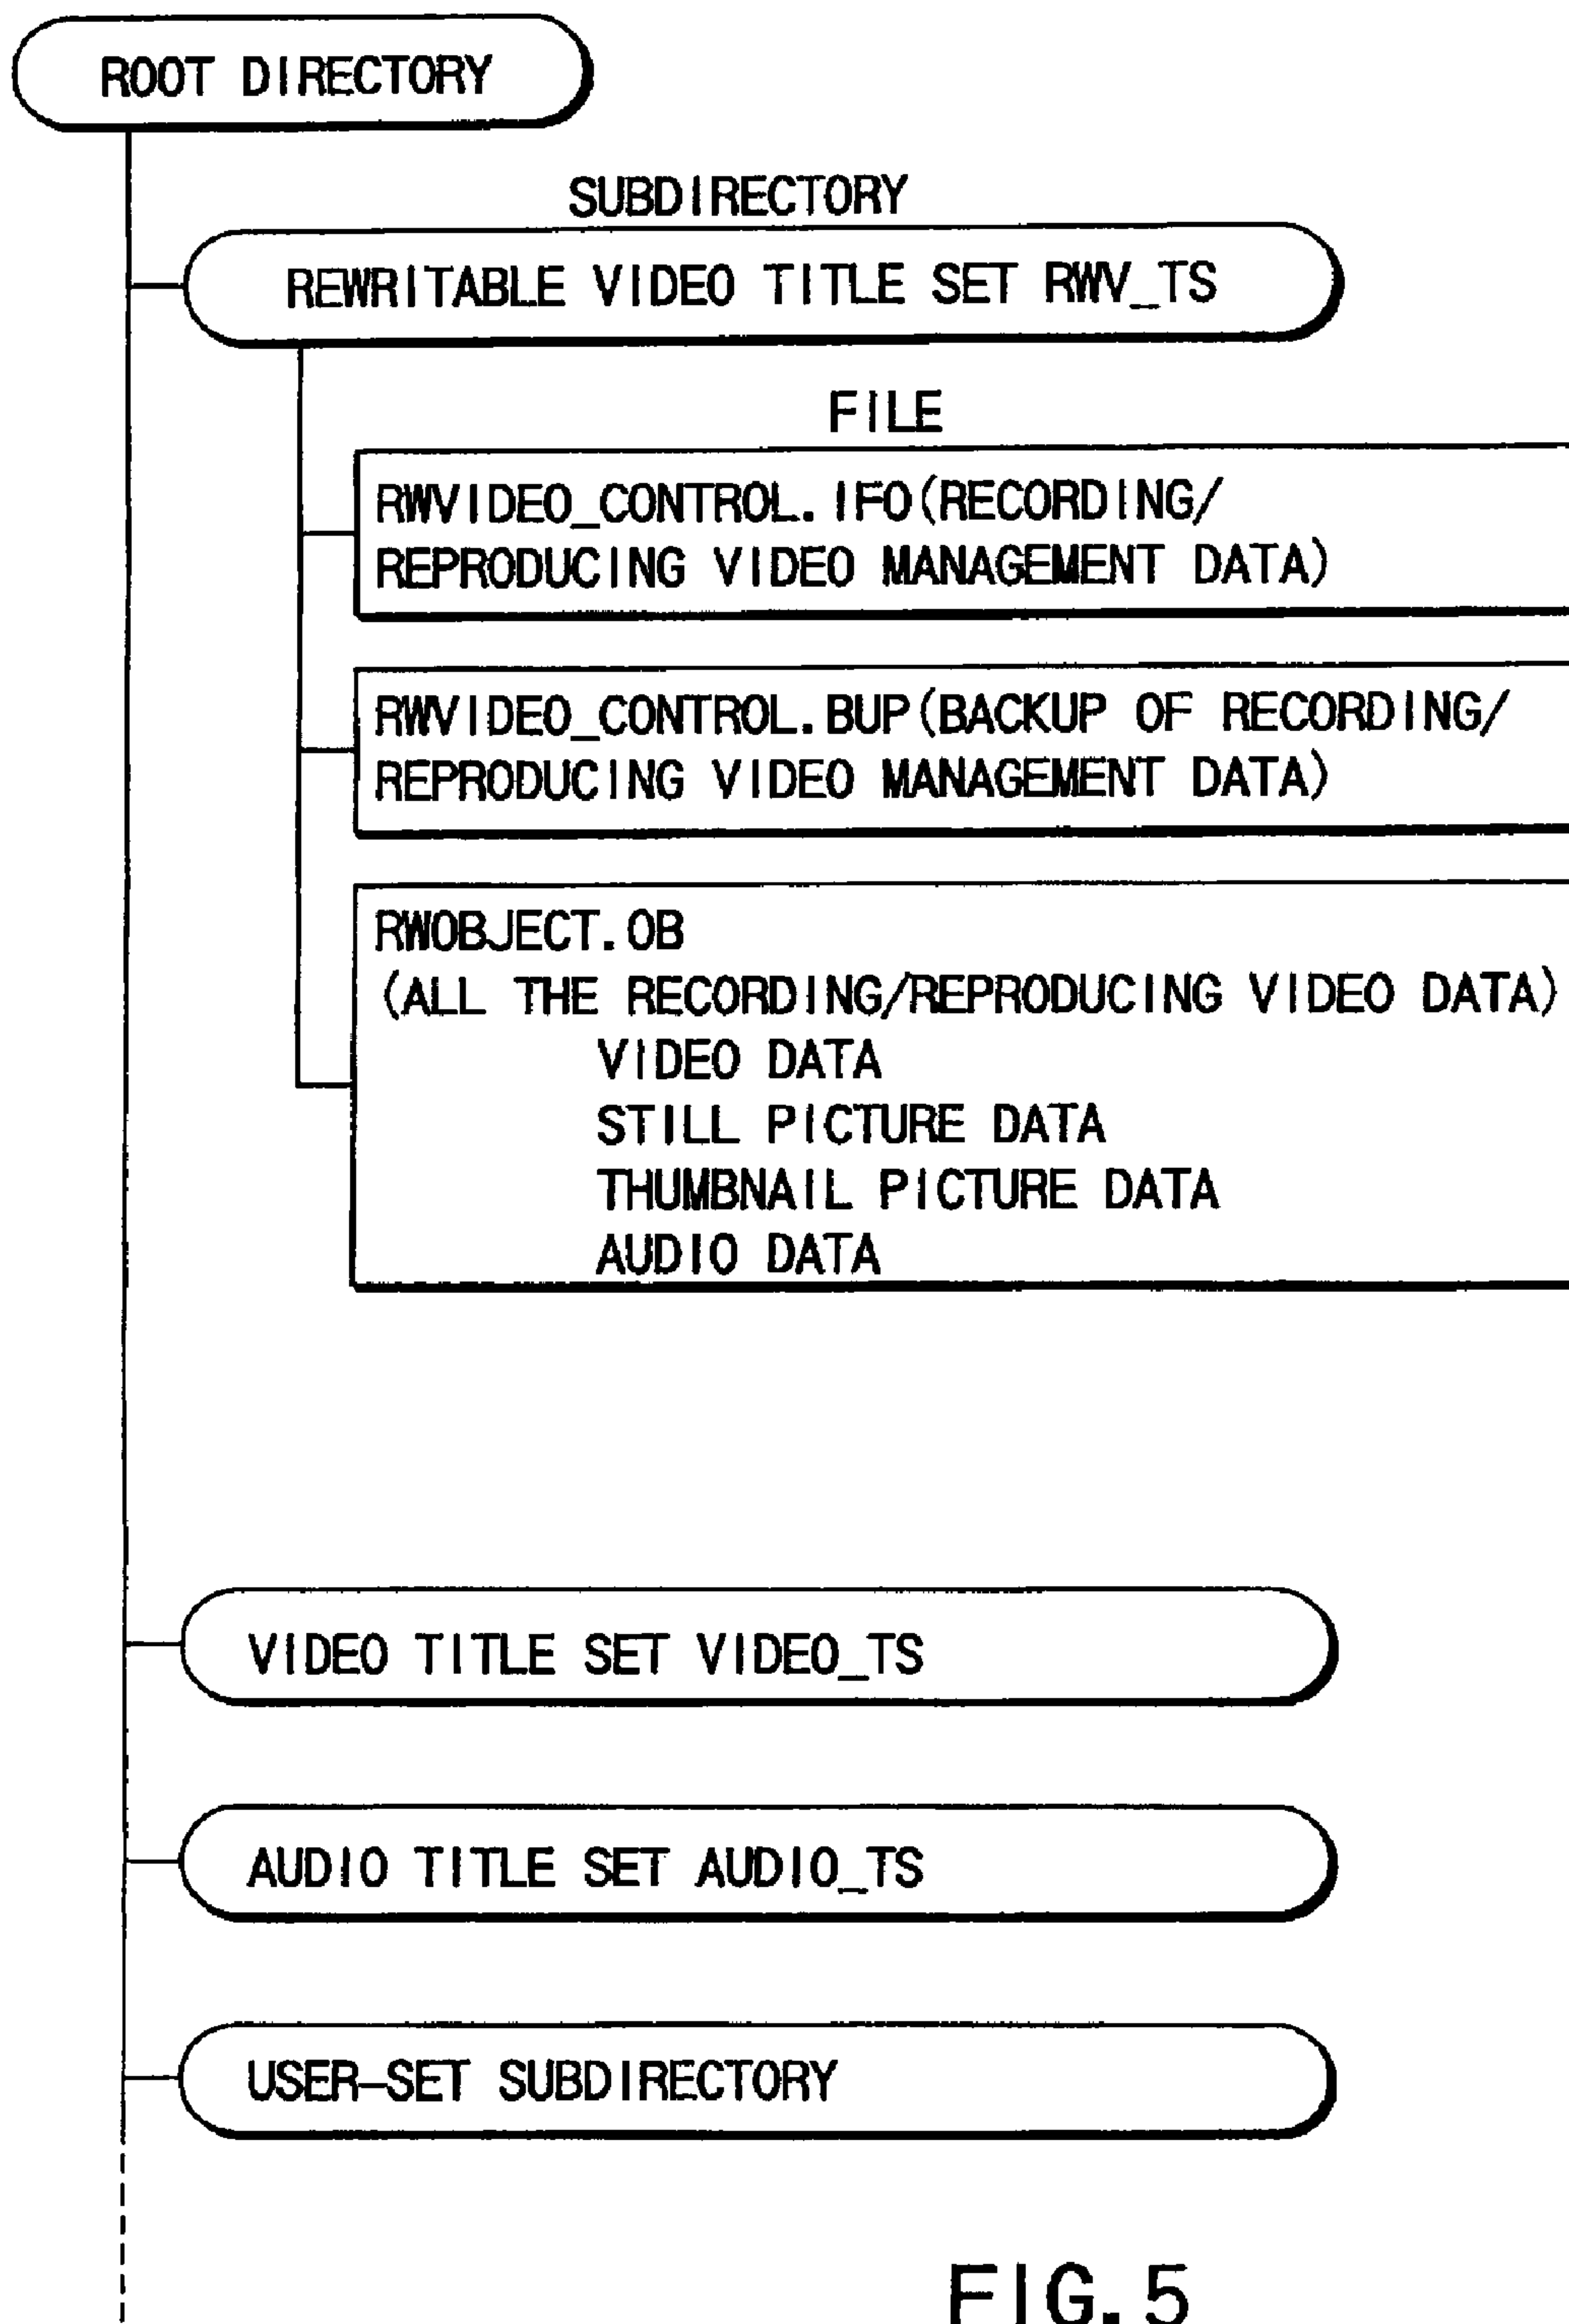 ROOT DIRECTORY
SUBDIRECTORY
REWRITABLE VIDEO TITLE SET RWV_TS
FILE
RWVIDEO_CONTROL.IFO(RECORDING/
REPRODUCING VIDEO MANAGEMENT DATA)
RWVIDEO_CONTROL.BUP(BACKUP OF RECORDING/
REPRODUCING VIDEO MANAGEMENT DATA)
RWOBJECT.OB
(ALL THE RECORDING/REPRODUCING VIDEO DATA)
VIDEO DATA
STILL PICTURE DATA
THUMBNAIL PICTURE DATA
AUDIO DATA
VIDEO TITLE SET VIDEO_TS
AUDIO TITLE SET AUDIO_TS
USER-SET SUBDIRECTORY
FIG.5